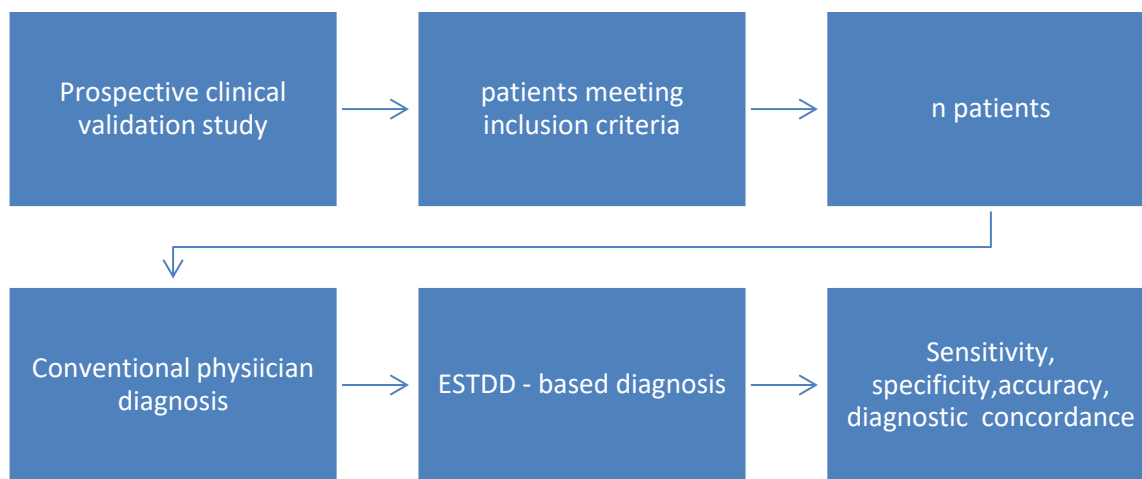 Prospective clinical
validation study
patients meeting
inclusion criteria
n patients
Conventional physiician
diagnosis
ESTDD - based diagnosis
Sensitivity,
specificity,accuracy,
diagnostic  concordance